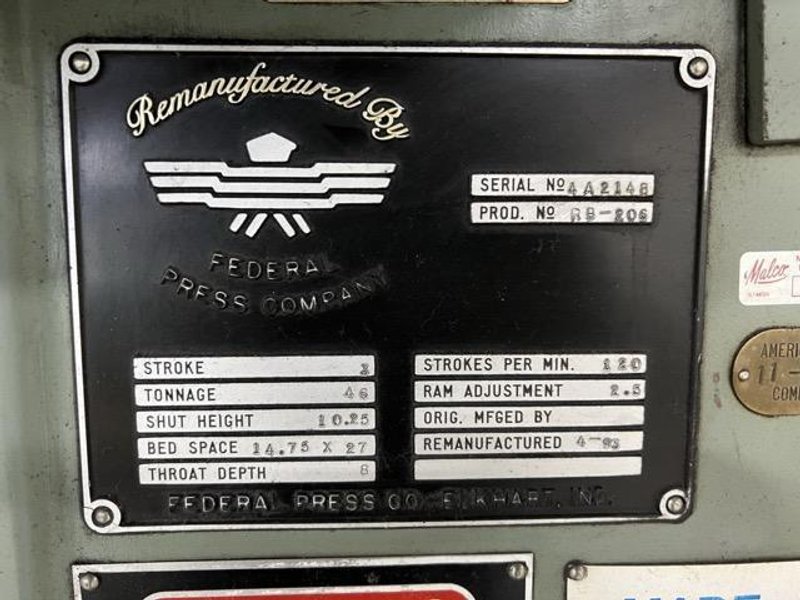 Remanufactured By
FEDERAL
PRESS COMPANY
SERIAL Nº 4A2148
PROD. Nº RB-206
STROKE 3
TONNAGE 46
SHUT HEIGHT 10.25
BED SPACE 14.75 X 27
THROAT DEPTH 8
STROKES PER MIN. 120
RAM ADJUSTMENT 2.5
ORIG. MFGED BY
REMANUFACTURED 4-93
FEDERAL PRESS CO. ELKHART, IND.
Malco
11-